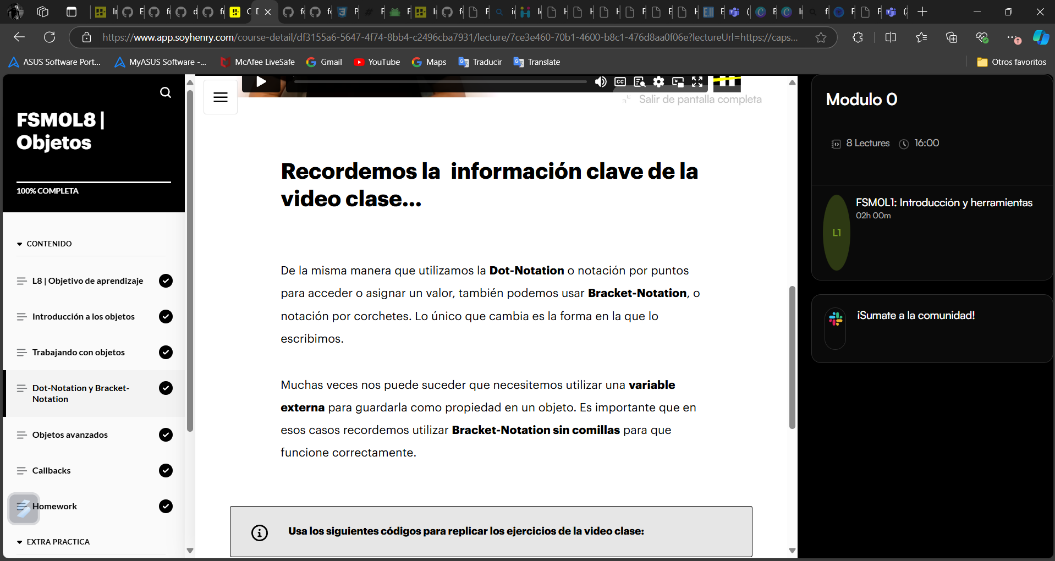 https://www.app.soyhenry.com/course-detail/df3155a6-5647-4f74-8bb4-c2496cba7931/lecture/7ce3e460-70b1-4600-b8c1-476d8aa0f06e?lectureUrl=https://caps...
ASUS Software Port...
MyASUS Software -...
McAfee LiveSafe
Gmail
YouTube
Maps
Traducir
Translate
Otros favoritos
FSM0L8 |
Objetos
100% COMPLETA
CONTENIDO
L8 | Objetivo de aprendizaje
Introducción a los objetos
Trabajando con objetos
Dot-Notation y Bracket-
Notation
Objetos avanzados
Callbacks
Homework
EXTRA PRACTICA
Salir de pantalla completa
Recordemos la información clave de la
video clase...
De la misma manera que utilizamos la Dot-Notation o notación por puntos
para acceder o asignar un valor, también podemos usar Bracket-Notation, o
notación por corchetes. Lo único que cambia es la forma en la que lo
escribimos.
Muchas veces nos puede suceder que necesitemos utilizar una variable
externa para guardarla como propiedad en un objeto. Es importante que en
esos casos recordemos utilizar Bracket-Notation sin comillas para que
funcione correctamente.
Usa los siguientes códigos para replicar los ejercicios de la video clase:
Modulo 0
8 Lectures
16:00
L1
FSM0L1: Introducción y herramientas
02h 00m
¡Sumate a la comunidad!